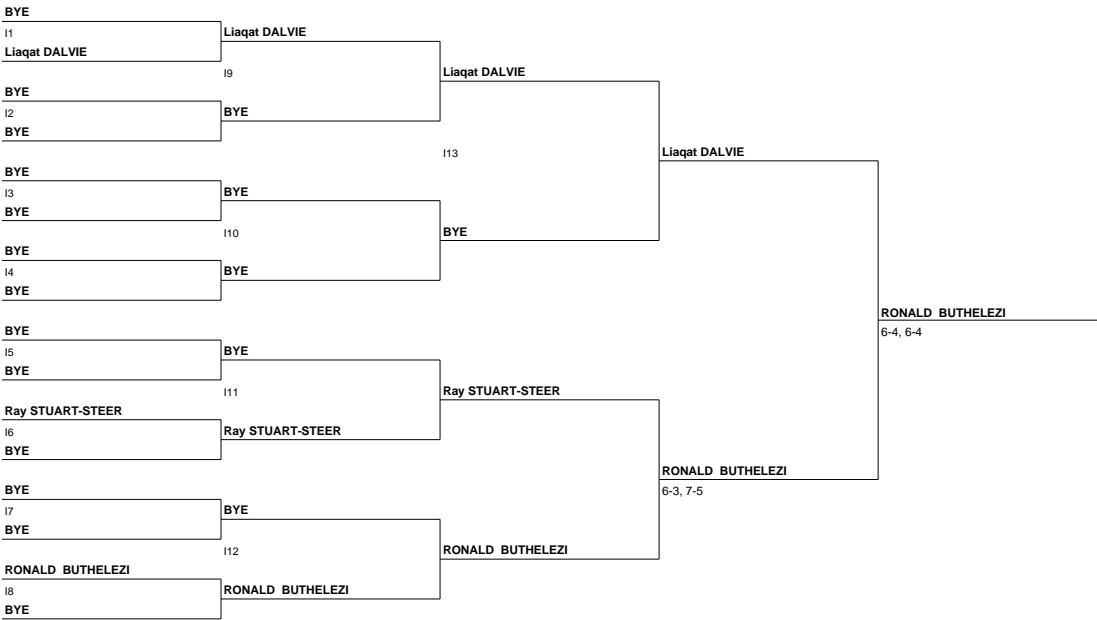 BYE
I1
Liaqat DALVIE
BYE
I2
BYE
BYE
I3
BYE
BYE
I4
BYE
BYE
I5
BYE
Ray STUART-STEER
I6
BYE
BYE
I7
BYE
RONALD BUTHELEZI
I8
BYE
Liaqat DALVIE
I9
BYE
BYE
I10
BYE
BYE
I11
Ray STUART-STEER
BYE
I12
RONALD BUTHELEZI
Liaqat DALVIE
I13
BYE
Ray STUART-STEER
RONALD BUTHELEZI
Liaqat DALVIE
RONALD BUTHELEZI
6-3, 7-5
RONALD BUTHELEZI
6-4, 6-4